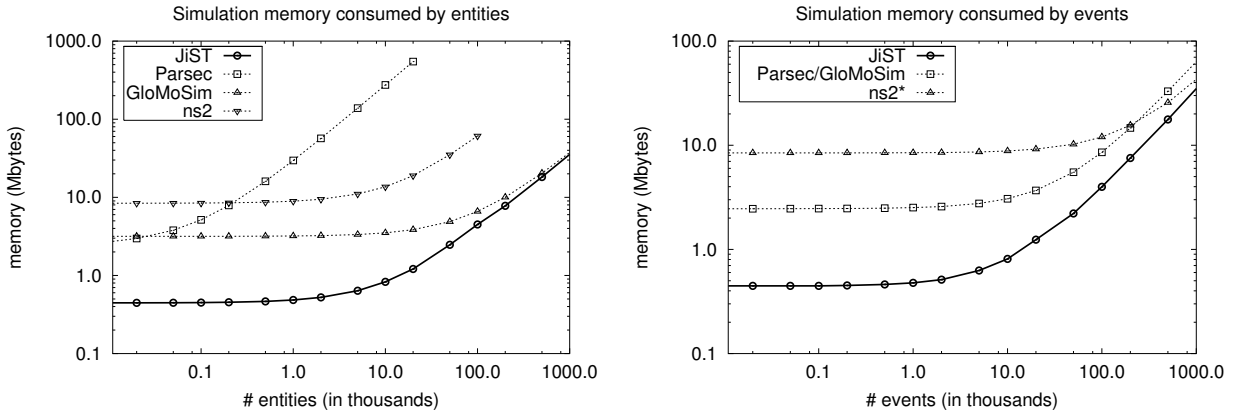 Simulation memory consumed by entities
1000.0
100.0
10.0
1.0
0.1
memory (Mbytes)
JiST
Parsec
GloMoSim
ns2
0.1 1.0 10.0 100.0 1000.0
# entities (in thousands)
Simulation memory consumed by events
100.0
10.0
1.0
0.1
memory (Mbytes)
JiST
Parsec/GloMoSim
ns2*
0.1 1.0 10.0 100.0 1000.0
# events (in thousands)